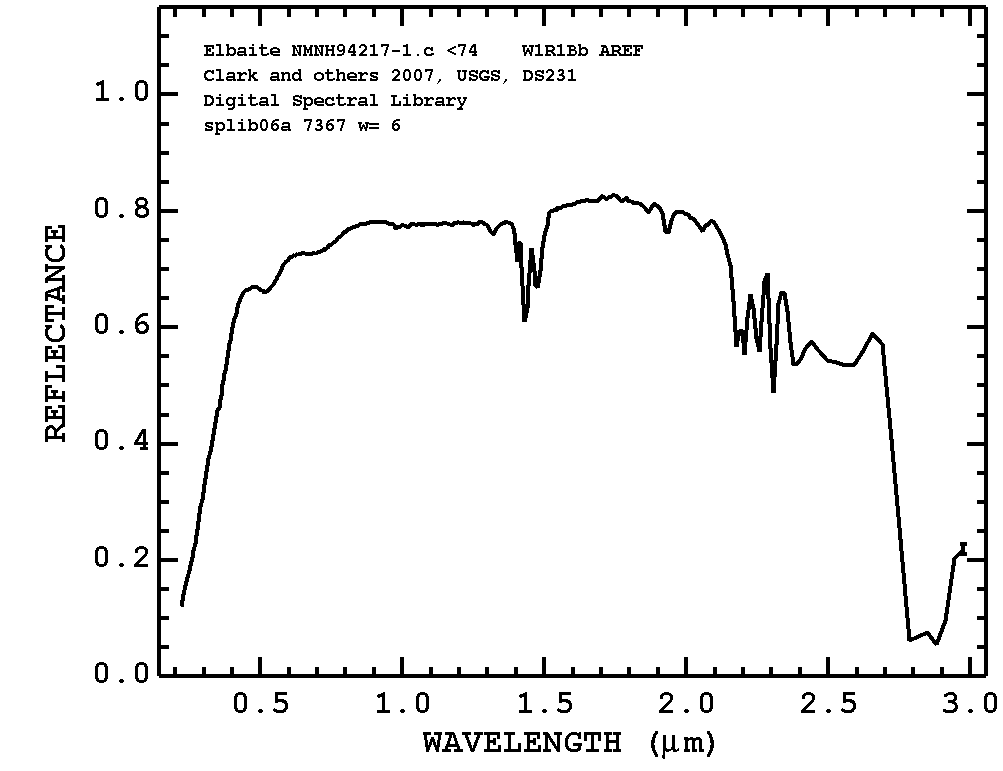 Elbaite NMNH94217-1.c <74 W1R1Bb AREF
Clark and others 2007, USGS, DS231
Digital Spectral Library
splib06a 7367 w= 6
1.0
0.8
0.6
0.4
0.2
0.0
REFLECTANCE
0.5 1.0 1.5 2.0 2.5 3.0
WAVELENGTH (μm)